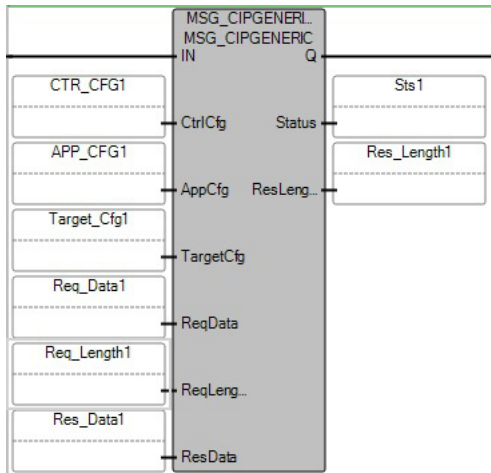 MSG_CIPGENERI...
MSG_CIPGENERIC
IN Q
CTR_CFG1 Sts1
CtrlCfg Status
APP_CFG1 Res_Length1
AppCfg ResLeng...
Target_Cfg1
TargetCfg
Req_Data1
ReqData
Req_Length1
ReqLeng...
Res_Data1
ResData